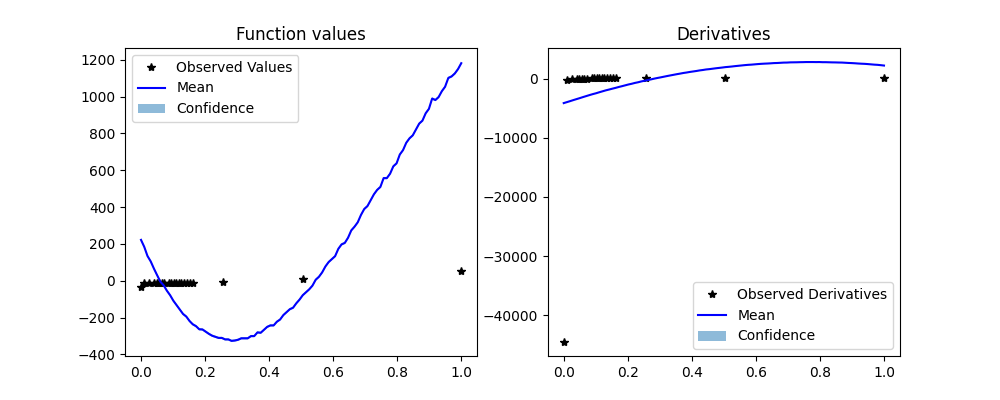 Function values
1200
1000
800
600
400
200
0
−200
−400
0.0 0.2 0.4 0.6 0.8 1.0
Observed Values
Mean
Confidence
Derivatives
0
−10000
−20000
−30000
−40000
0.0 0.2 0.4 0.6 0.8 1.0
Observed Derivatives
Mean
Confidence